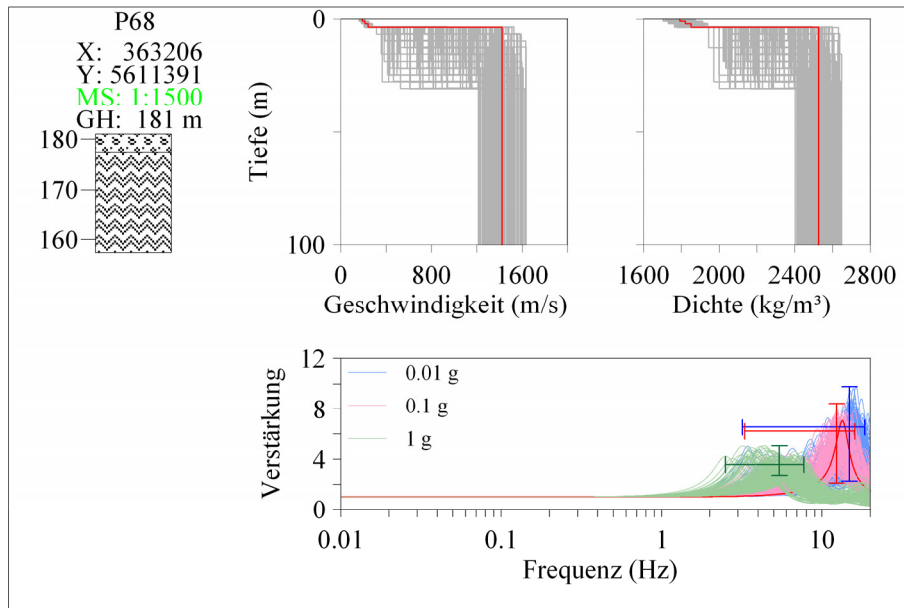 P68
X: 363206
Y: 5611391
MS: 1:1500
GH: 181 m
180
170
160
Tiefe (m)
0
100
0 800 1600
Geschwindigkeit (m/s)
1600 2000 2400 2800
Dichte (kg/m³)
Verstärkung
12
8
4
0
0.01 g
0.1 g
1 g
0.01 0.1 1 10
Frequenz (Hz)